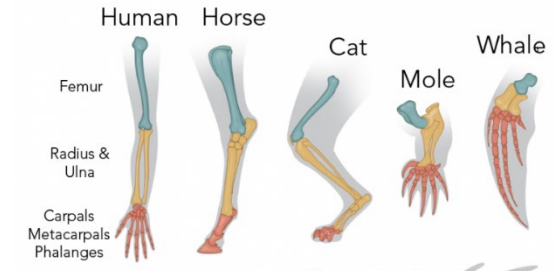 Human
Horse
Cat
Mole
Whale
Femur
Radius &
Ulna
Carpals
Metacarpals
Phalanges